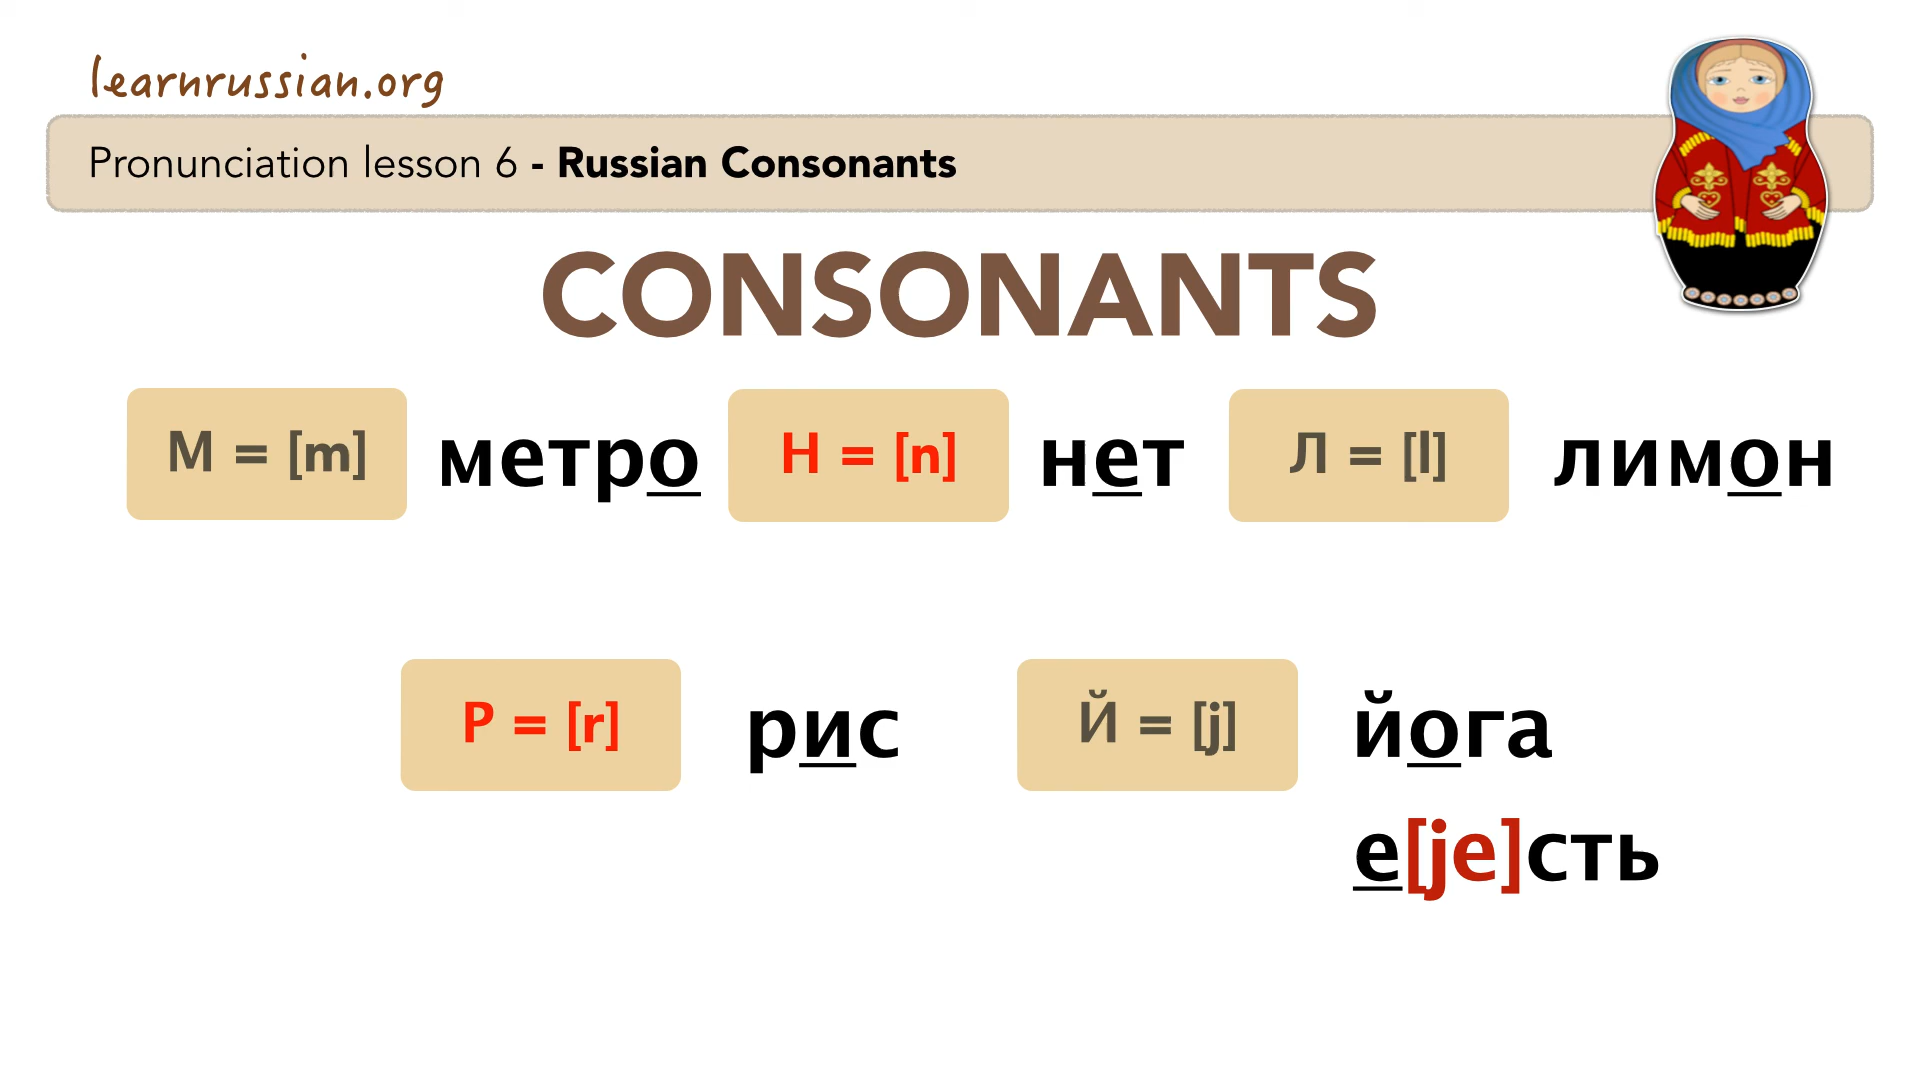 learnrussian.org
Pronunciation lesson 6 - Russian Consonants
CONSONANTS
М = [m] метро Н = [n] нет Л = [l] лимон
Р = [r] рис Й = [j] йога
е[je]сть